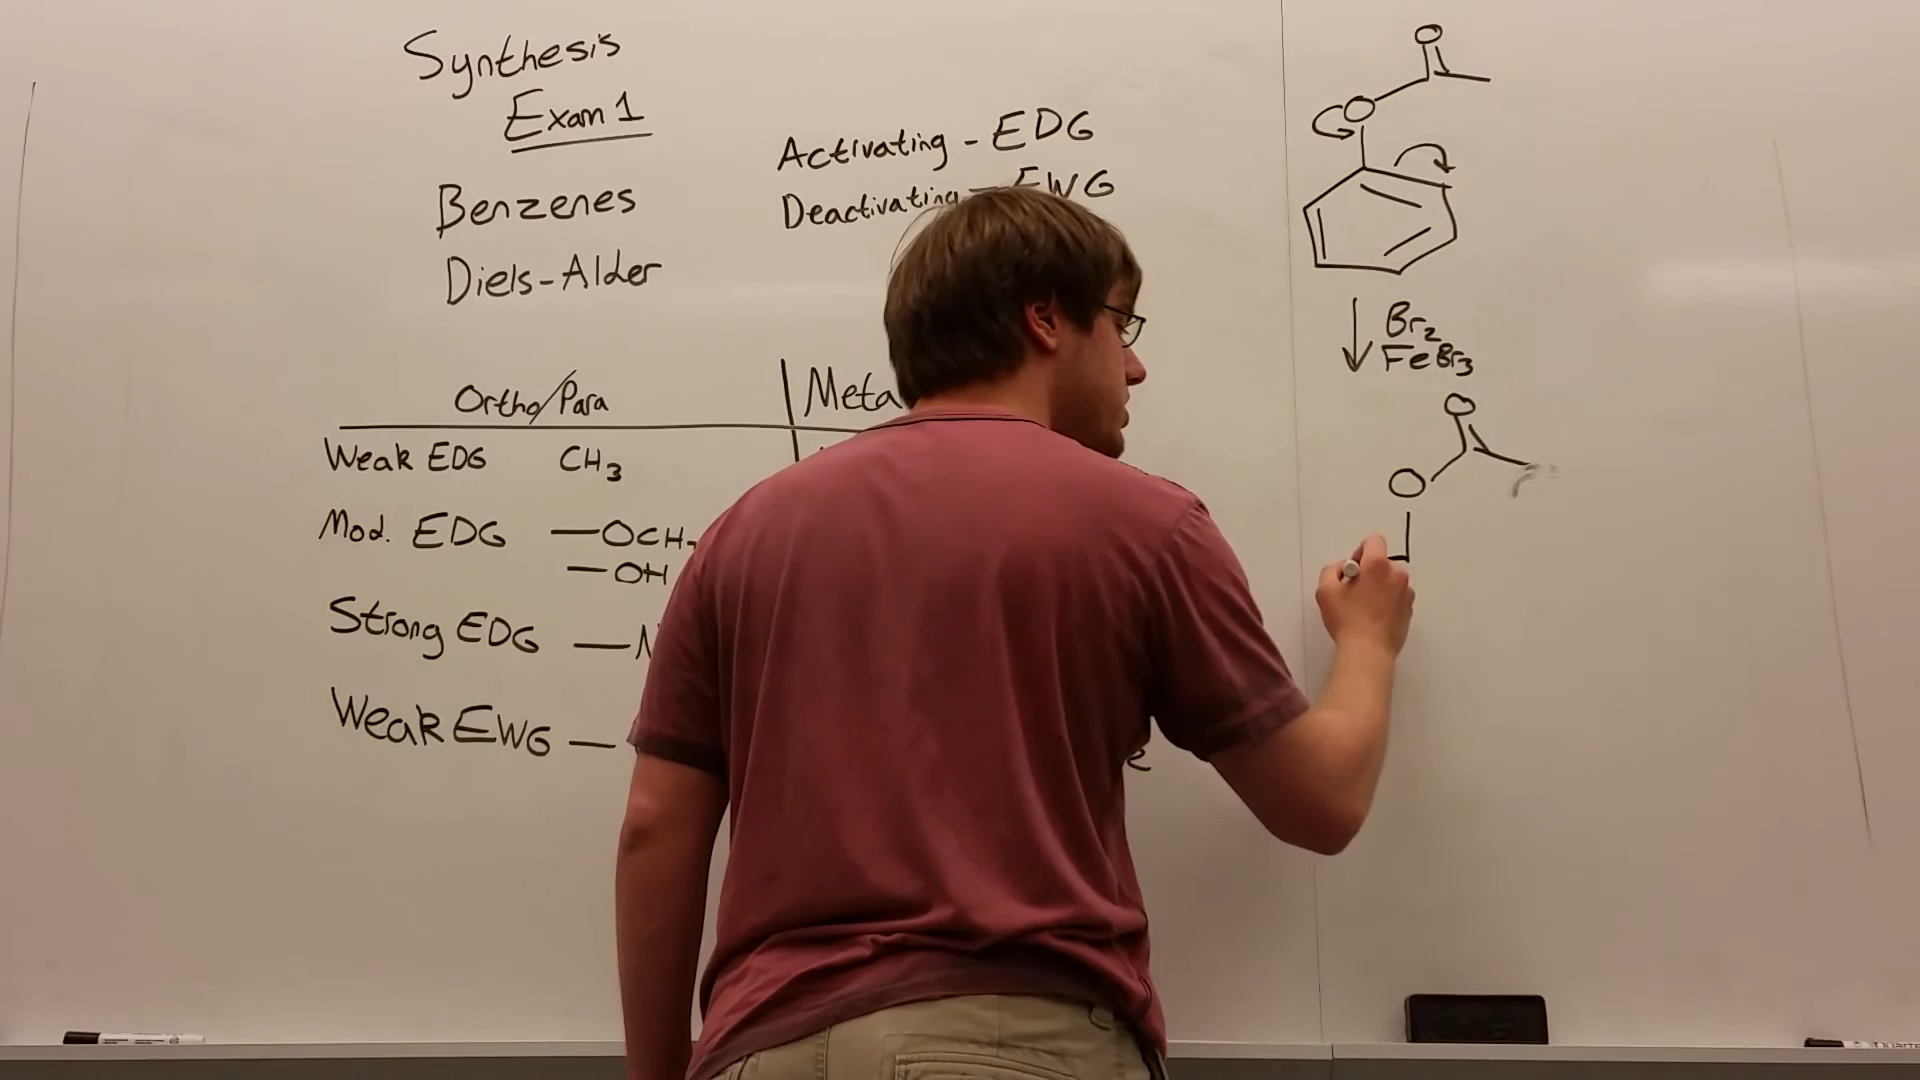 Synthesis
Exam 1
Benzenes
Diels-Alder
Activating - EDG
Deactivating - EWG
Ortho/Para
Meta
Weak EDG CH3
Mod. EDG —OCH
—OH
Strong EDG —N
Weak EWG —
O
O
Br2
FeBr3
O
O